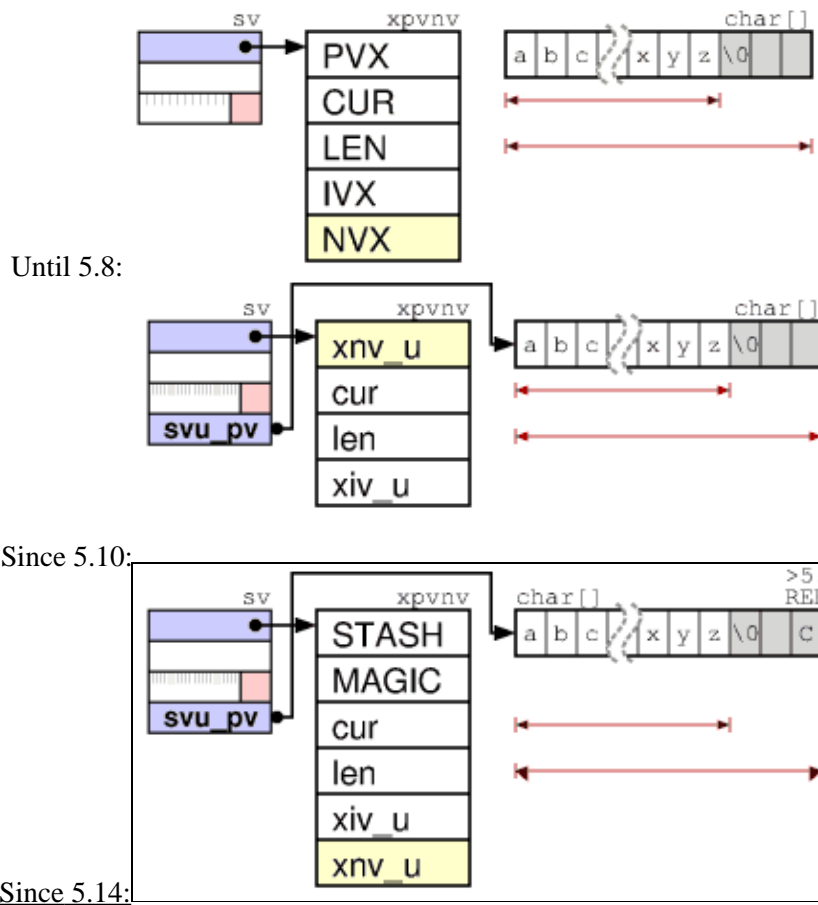 sv xpvnv char[]
PVX a b c x y z \0
CUR
LEN
IVX
NVX
Until 5.8:
sv xpvnv char[]
xnv_u a b c x y z \0
cur
svu_pv len
xiv_u
Since 5.10:
>5
sv xpvnv char[]
STASH a b c x y z \0 C
MAGIC
svu_pv cur
len
xiv_u
xnv_u
Since 5.14: